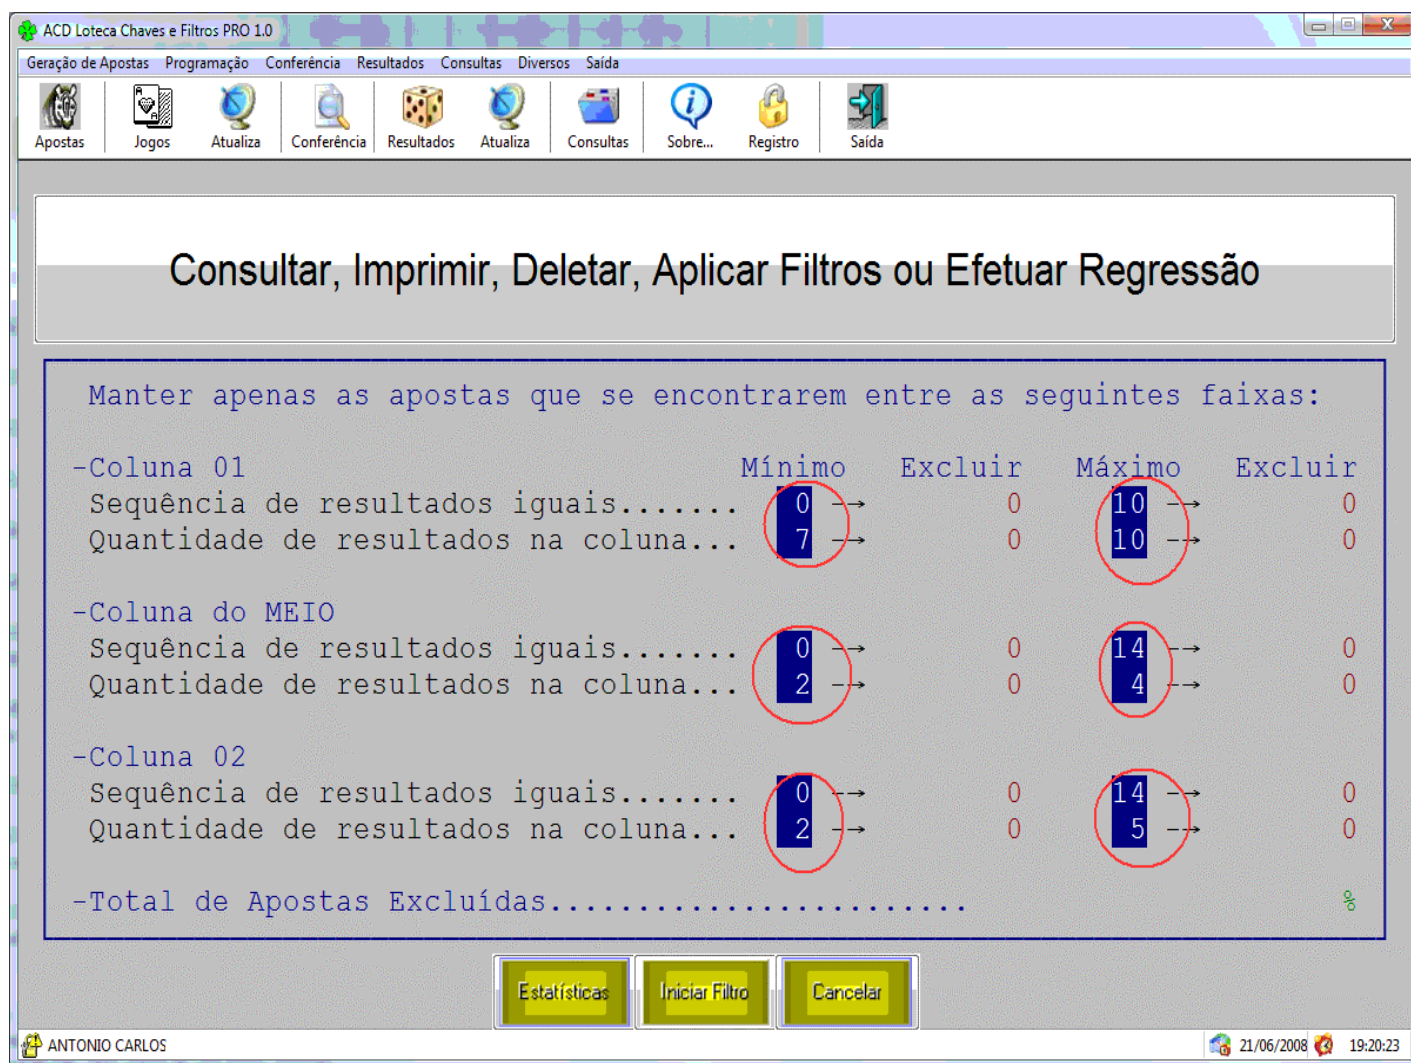 ACD Loteca Chaves e Filtros PRO 1.0
Geração de Apostas Programação Conferência Resultados Consultas Diversos Saída
Apostas Jogos Atualiza Conferência Resultados Atualiza Consultas Sobre... Registro Saída
Consultar, Imprimir, Deletar, Aplicar Filtros ou Efetuar Regressão
Manter apenas as apostas que se encontrarem entre as seguintes faixas:
-Coluna 01 Mínimo Excluir Máximo Excluir
Sequência de resultados iguais....... 0 --→ 0 10 --→ 0
Quantidade de resultados na coluna... 7 --→ 0 10 --→ 0
-Coluna do MEIO
Sequência de resultados iguais....... 0 --→ 0 14 --→ 0
Quantidade de resultados na coluna... 2 --→ 0 4 --→ 0
-Coluna 02
Sequência de resultados iguais....... 0 --→ 0 14 --→ 0
Quantidade de resultados na coluna... 2 --→ 0 5 --→ 0
-Total de Apostas Excluídas........................ %
Estatísticas Iniciar Filtro Cancelar
ANTONIO CARLOS 21/06/2008 19:20:23